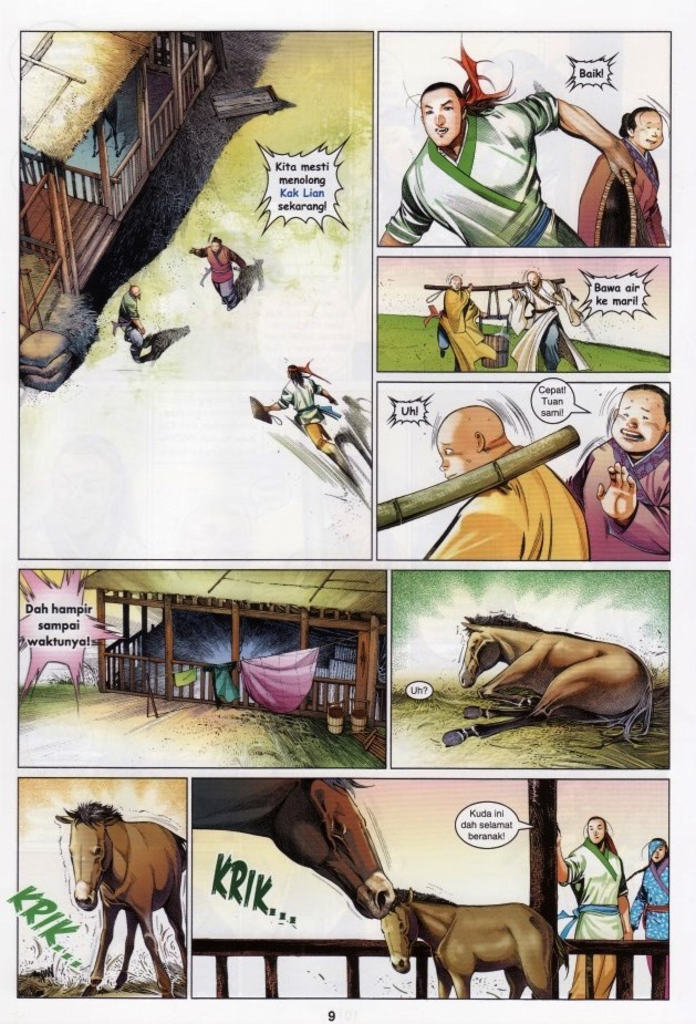 Kita mesti
menolong
Kak Lian
sekarang!
Baik!
Bawa air
ke mari!
Uh!
Cepat!
Tuan
sami!
Dah hampir
sampai
waktunya!
Uh?
KRIK...
KRIK...
Kuda ini
dah selamat
beranak!
9